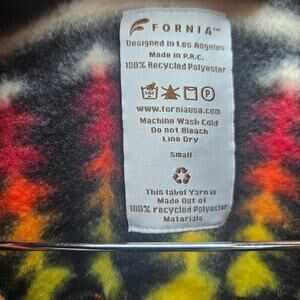 FORNIA™
Designed in Los Angeles
Made in P.R.C.
100% Recycled Polyester
P
www.forniausa.com
Machine Wash Cold
Do not Bleach
Line Dry
Small
This label Yarn is
Made Out of
100% recycled Polyester
Materials